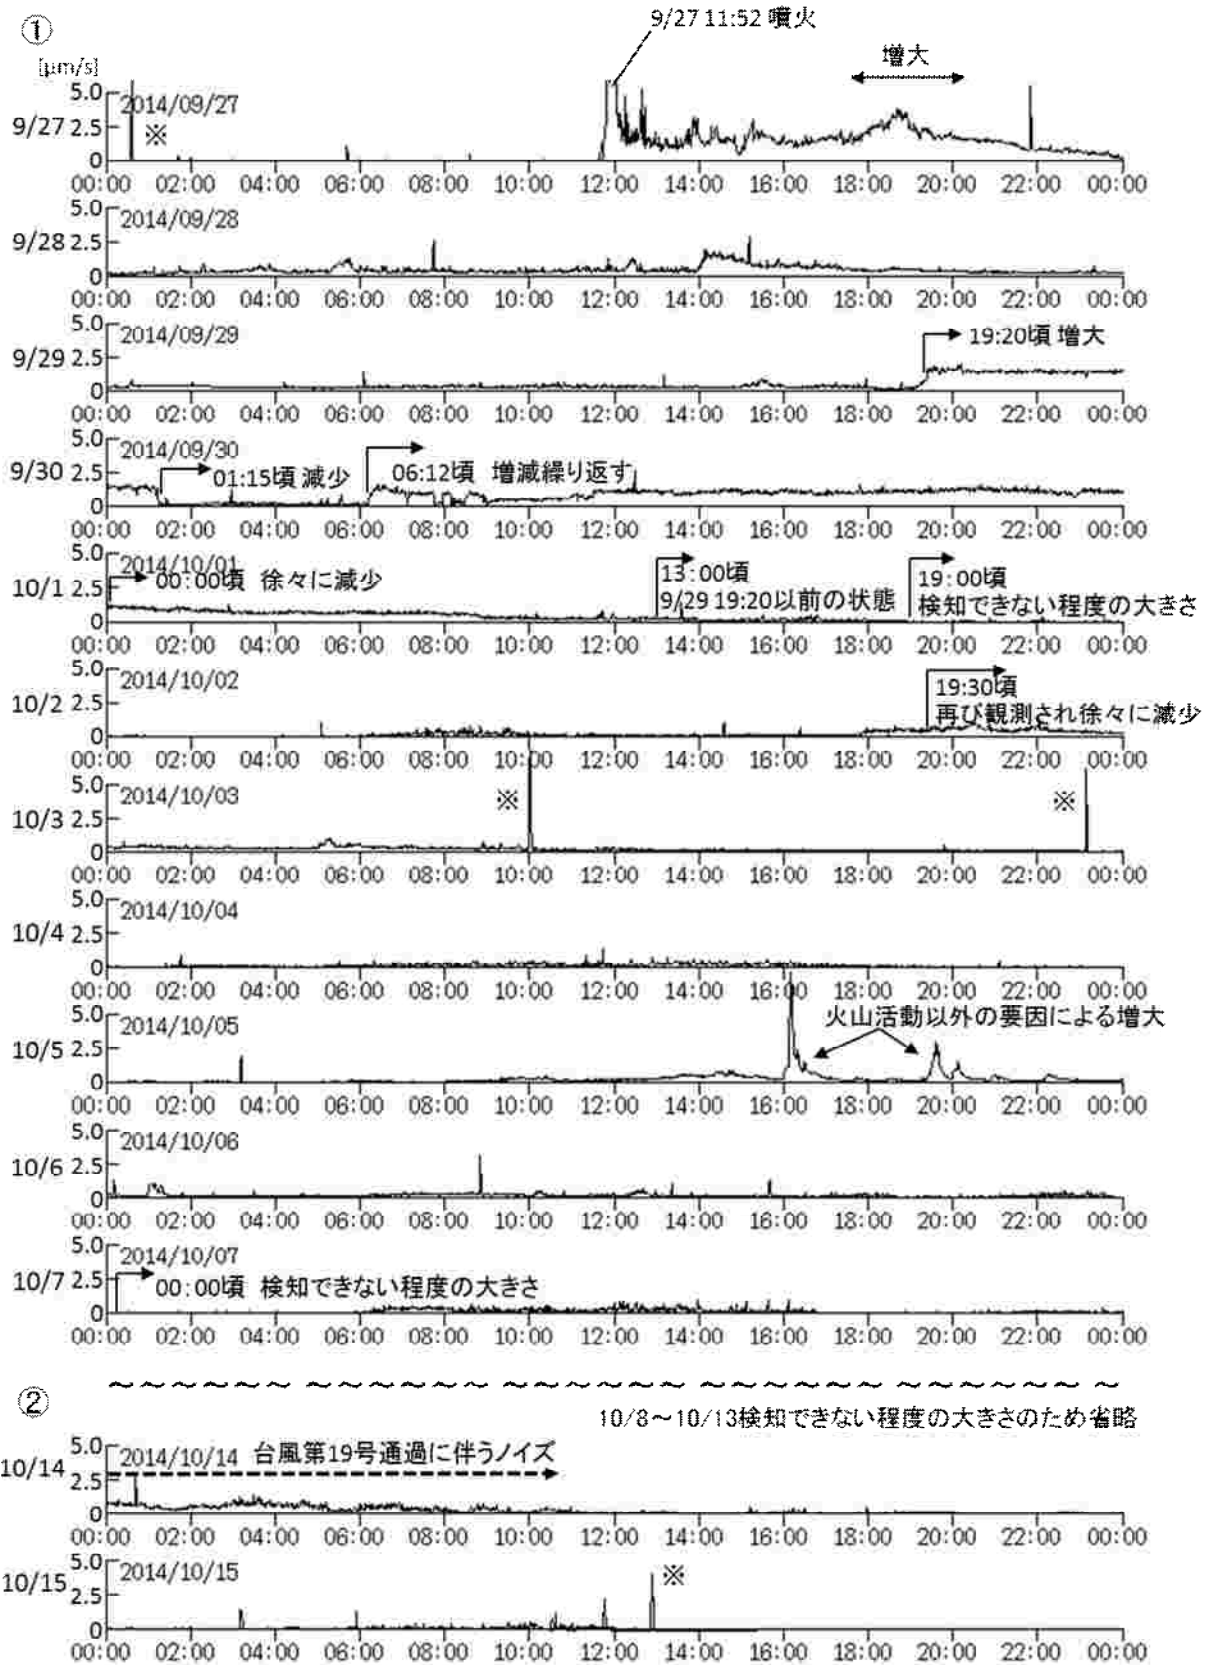 ①
9/27 11:52 噴火
[μm/s]
増大
5.0
2014/09/27
9/27 2.5
※
0
00:00 02:00 04:00 06:00 08:00 10:00 12:00 14:00 16:00 18:00 20:00 22:00 00:00
5.0
2014/09/28
9/28 2.5
0
00:00 02:00 04:00 06:00 08:00 10:00 12:00 14:00 16:00 18:00 20:00 22:00 00:00
5.0
2014/09/29
19:20頃 増大
9/29 2.5
0
00:00 02:00 04:00 06:00 08:00 10:00 12:00 14:00 16:00 18:00 20:00 22:00 00:00
5.0
2014/09/30
9/30 2.5
01:15頃 減少
06:12頃 増減繰り返す
0
00:00 02:00 04:00 06:00 08:00 10:00 12:00 14:00 16:00 18:00 20:00 22:00 00:00
5.0
2014/10/01
10/1 2.5
00:00頃 徐々に減少
13:00頃
9/29 19:20以前の状態
19:00頃
検知できない程度の大きさ
0
00:00 02:00 04:00 06:00 08:00 10:00 12:00 14:00 16:00 18:00 20:00 22:00 00:00
5.0
2014/10/02
10/2 2.5
19:30頃
再び観測され徐々に減少
0
00:00 02:00 04:00 06:00 08:00 10:00 12:00 14:00 16:00 18:00 20:00 22:00 00:00
5.0
2014/10/03
※
※
10/3 2.5
0
00:00 02:00 04:00 06:00 08:00 10:00 12:00 14:00 16:00 18:00 20:00 22:00 00:00
5.0
2014/10/04
10/4 2.5
0
00:00 02:00 04:00 06:00 08:00 10:00 12:00 14:00 16:00 18:00 20:00 22:00 00:00
5.0
2014/10/05
火山活動以外の要因による増大
10/5 2.5
0
00:00 02:00 04:00 06:00 08:00 10:00 12:00 14:00 16:00 18:00 20:00 22:00 00:00
5.0
2014/10/06
10/6 2.5
0
00:00 02:00 04:00 06:00 08:00 10:00 12:00 14:00 16:00 18:00 20:00 22:00 00:00
5.0
2014/10/07
10/7 2.5
00:00頃 検知できない程度の大きさ
0
00:00 02:00 04:00 06:00 08:00 10:00 12:00 14:00 16:00 18:00 20:00 22:00 00:00
②
10/8～10/13検知できない程度の大きさのため省略
5.0
2014/10/14 台風第19号通過に伴うノイズ
10/14 2.5
0
00:00 02:00 04:00 06:00 08:00 10:00 12:00 14:00 16:00 18:00 20:00 22:00 00:00
5.0
2014/10/15
※
10/15 2.5
0
00:00 02:00 04:00 06:00 08:00 10:00 12:00 14:00 16:00 18:00 20:00 22:00 00:00